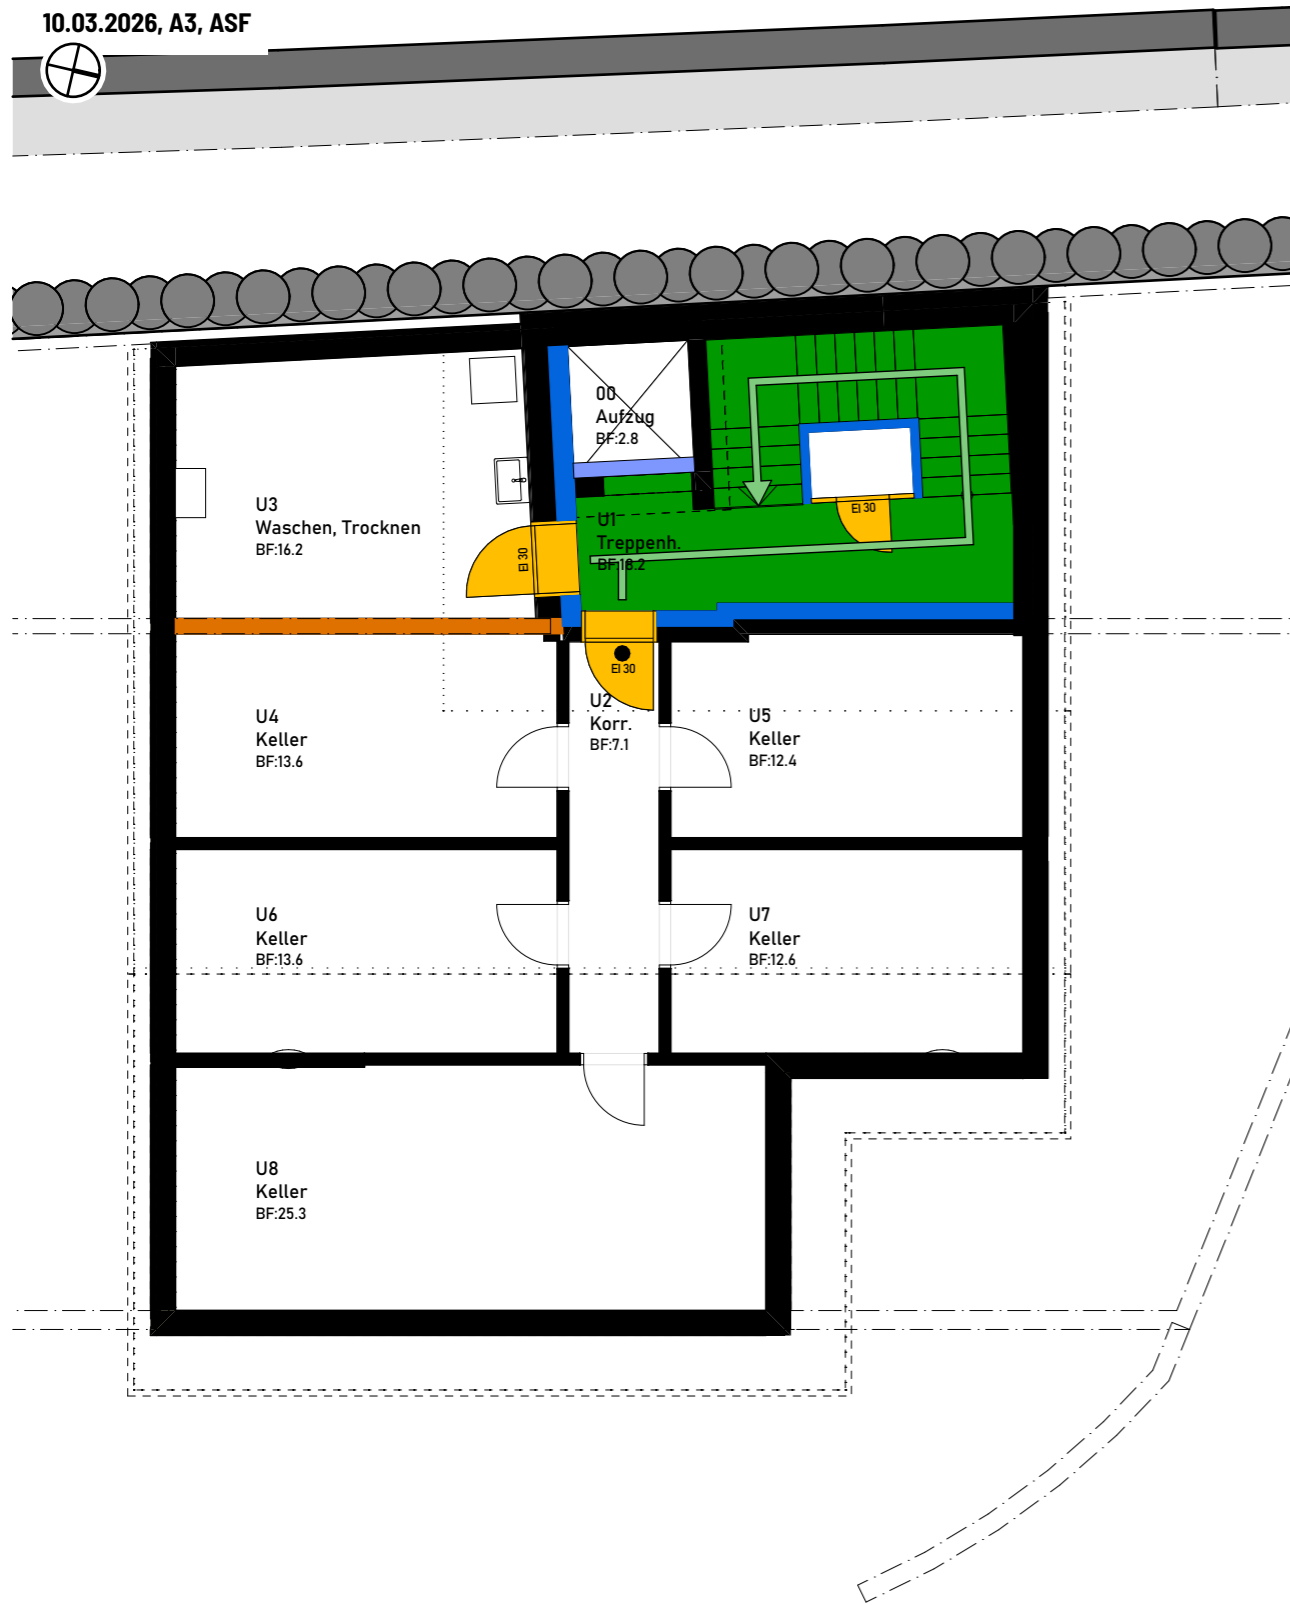 10.03.2026, A3, ASF
00
Aufzug
BF:2.8
U3
Waschen, Trocknen
BF:16.2
EI 30
U1
Treppenh.
BF:18.2
EI 30
EI 30
U2
Korr.
BF:7.1
U4
Keller
BF:13.6
U5
Keller
BF:12.4
U6
Keller
BF:13.6
U7
Keller
BF:12.6
U8
Keller
BF:25.3